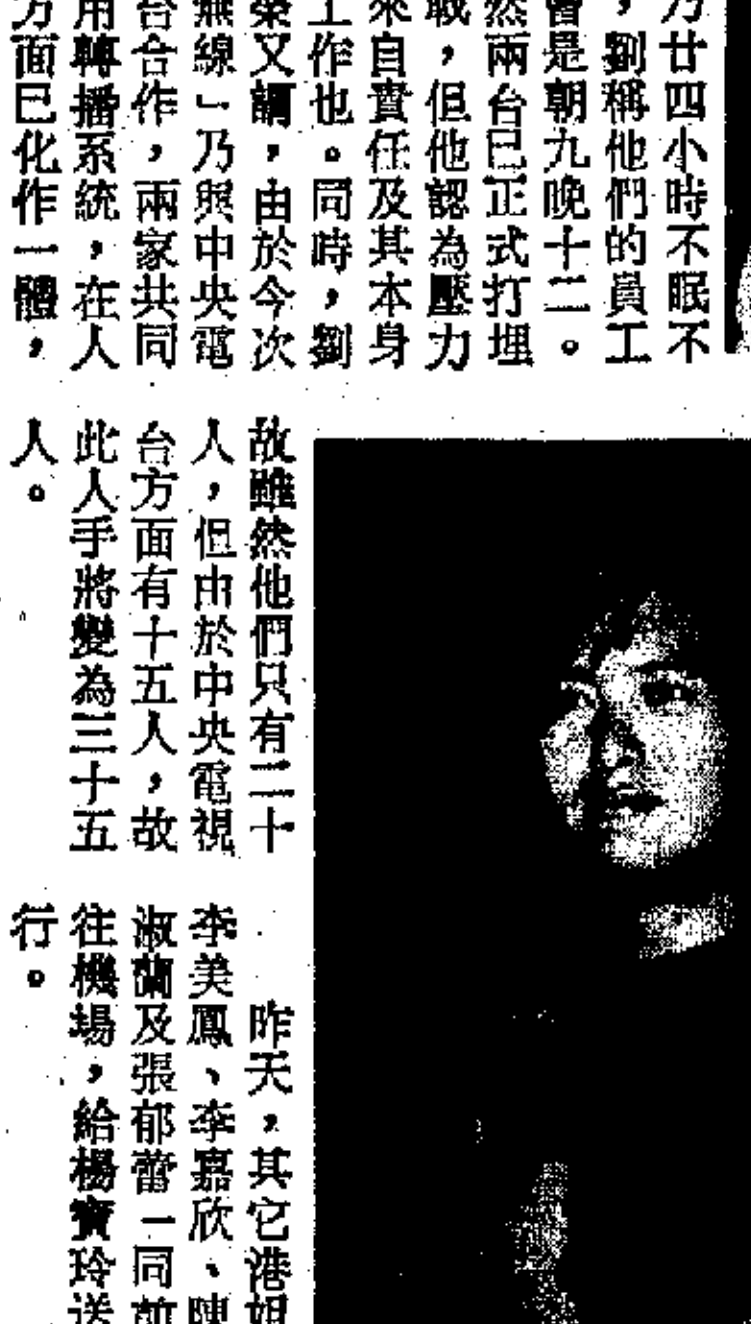 乃廿四小時不眠不
，劉稱他們的員工
會是朝九晚十二。
然兩台已正式打埋
戰，但他認為壓力
來自責任及其本身
工作也。同時，劉
榮又謂，由於今次
無線」乃與中央電
台合作，兩家共同
用轉播系統，在人
方面已化作一體，
故雖然他們只有二十
人，但由於中央電視
台方面有十五人，故
此人手將變為三十五
人。
昨天，其它港姐
李美鳳、李嘉欣、陳
淑蘭及張郁蕾一同前
往機場，給楊寶玲送
行。